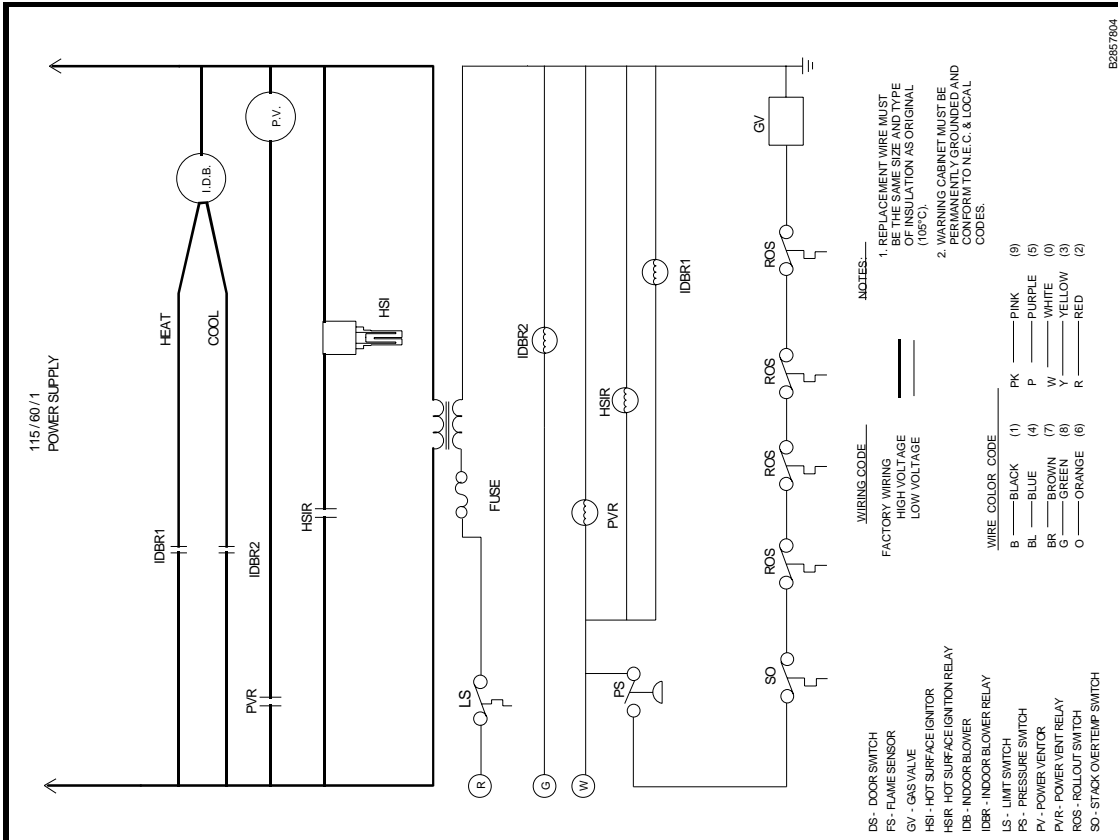 115 / 60 / 1
POWER SUPPLY
HEAT
I.D.B.
IDBR1
COOL
IDBR2
P.V.
PVR
HSIR
HSI
FUSE
LS
R
IDBR2
G
PVR
HSIR
IDBR1
W
PS
SO
ROS
ROS
ROS
ROS
GV
DS - DOOR SWITCH
FS - FLAME SENSOR
GV - GAS VALVE
HSI - HOT SURFACE IGNITOR
HSIR HOT SURFACE IGNITION RELAY
IDB - INDOOR BLOWER
IDBR - INDOOR BLOWER RELAY
LS - LIMIT SWITCH
PS - PRESSURE SWITCH
PV - POWER VENTOR
PVR - POWER VENT RELAY
ROS - ROLLOUT SWITCH
SO - STACK OVERTEMP SWITCH
WIRING CODE
FACTORY WIRING
HIGH VOLTAGE
LOW VOLTAGE
WIRE COLOR CODE
B BLACK (1) PK PINK (9)
BL BLUE (4) P PURPLE (5)
BR BROWN (7) W WHITE (0)
G GREEN (8) Y YELLOW (3)
O ORANGE (6) R RED (2)
NOTES:
1. REPLACEMENT WIRE MUST
BE THE SAME SIZE AND TYPE
OF INSULATION AS ORIGINAL
(105°C).
2. WARNING CABINET MUST BE
PERMANENTLY GROUNDED AND
CONFORM TO N.E.C. & LOCAL
CODES.
B2857804